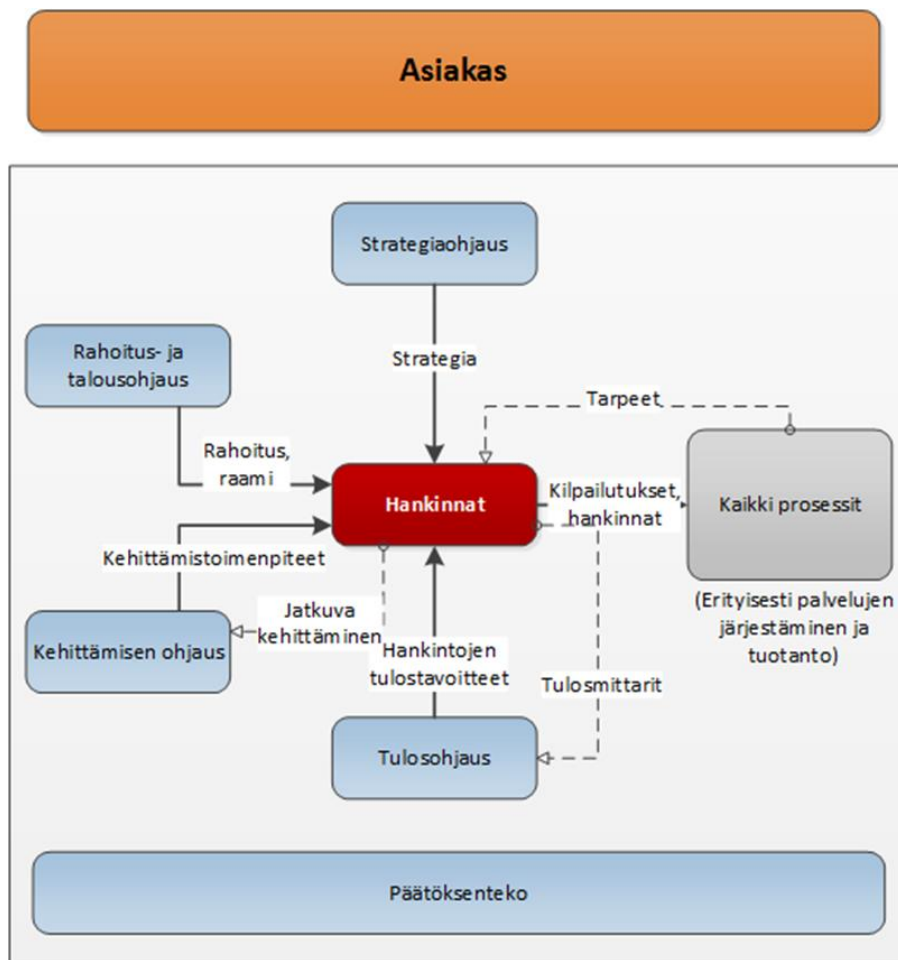 Asiakas
Strategiaohjaus
Rahoitus- ja
talousohjaus
Strategia
Tarpeet
Rahoitus,
raami
Hankinnat
Kilpailutukset,
hankinnat
Kaikki prosessit
Kehittämistoimenpiteet
(Erityisesti palvelujen
järjestäminen ja
tuotanto)
Jatkuva
kehittäminen
Kehittämisen ohjaus
Hankintojen
tulostavoitteet
Tulosmittarit
Tulosohjaus
Päätöksenteko